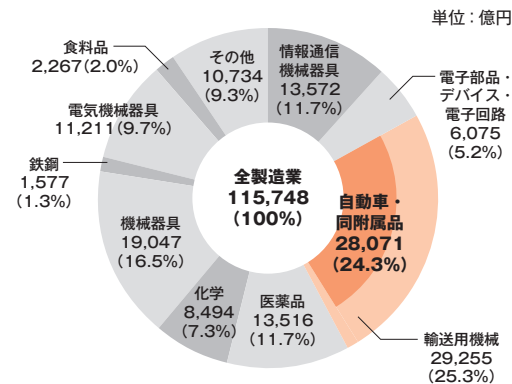 単位：億円
情報通信
機械器具
13,572
(11.7%)
電子部品・
デバイス・
電子回路
6,075
(5.2%)
自動車・
同附属品
28,071
(24.3%)
輸送用機械
29,255
(25.3%)
医薬品
13,516
(11.7%)
化学
8,494
(7.3%)
機械器具
19,047
(16.5%)
鉄鋼
1,577
(1.3%)
電気機械器具
11,211(9.7%)
食料品
2,267(2.0%)
その他
10,734
(9.3%)
全製造業
115,748
(100%)